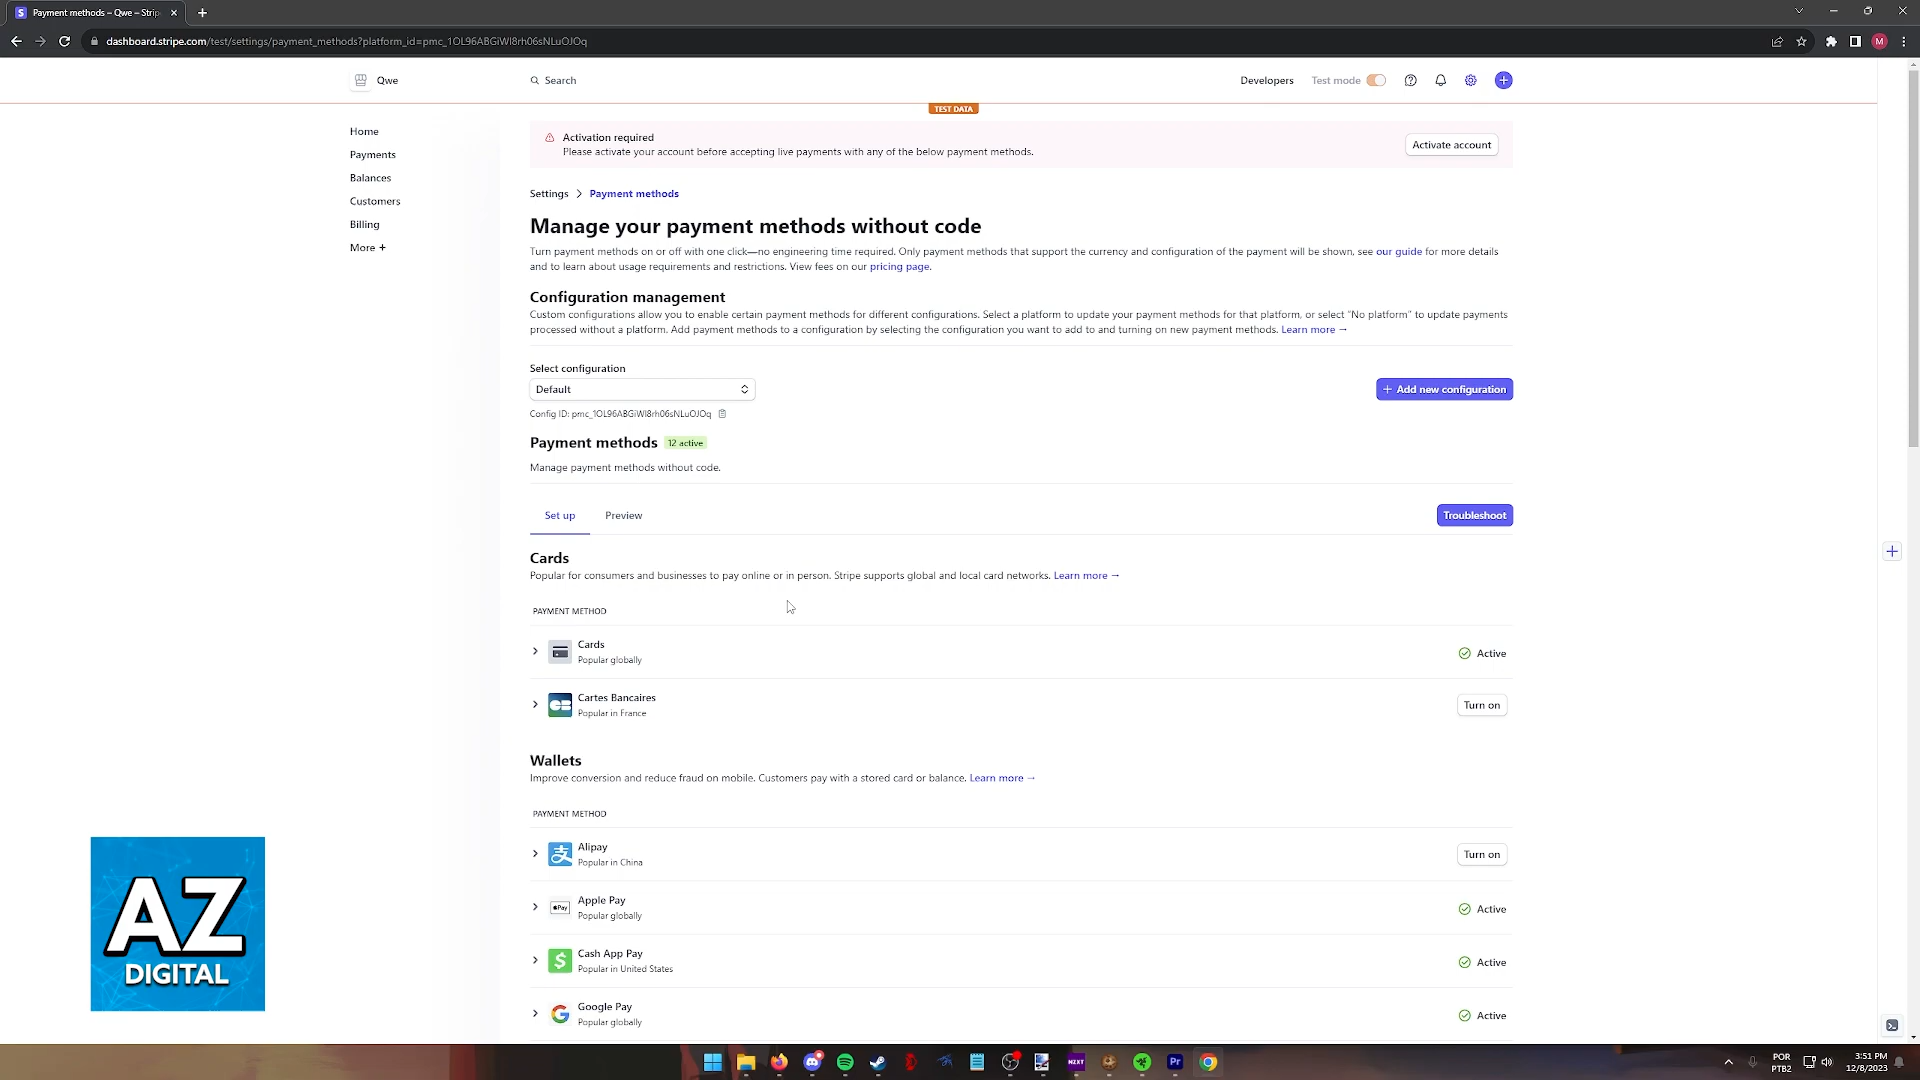 Payment methods – Qwe – Strip
dashboard.stripe.com/test/settings/payment_methods?platform_id=pmc_1OL96ABGiWI8rh06sNLuOJOq
M
Qwe
Search
Developers
Test mode
TEST DATA
Home
Payments
Balances
Customers
Billing
More +
Activation required
Please activate your account before accepting live payments with any of the below payment methods.
Activate account
Settings > Payment methods
Manage your payment methods without code
Turn payment methods on or off with one click—no engineering time required. Only payment methods that support the currency and configuration of the payment will be shown, see our guide for more details
and to learn about usage requirements and restrictions. View fees on our pricing page.
Configuration management
Custom configurations allow you to enable certain payment methods for different configurations. Select a platform to update your payment methods for that platform, or select “No platform” to update payments
processed without a platform. Add payment methods to a configuration by selecting the configuration you want to add to and turning on new payment methods. Learn more →
Select configuration
Default
+ Add new configuration
Config ID: pmc_1OL96ABGiWI8rh06sNLuOJOq
Payment methods 12 active
Manage payment methods without code.
Set up
Preview
Troubleshoot
Cards
Popular for consumers and businesses to pay online or in person. Stripe supports global and local card networks. Learn more →
PAYMENT METHOD
Cards
Popular globally
Active
Cartes Bancaires
Popular in France
Turn on
Wallets
Improve conversion and reduce fraud on mobile. Customers pay with a stored card or balance. Learn more →
PAYMENT METHOD
支
Alipay
Popular in China
Turn on
Pay
Apple Pay
Popular globally
Active
Cash App Pay
Popular in United States
Active
Google Pay
Popular globally
Active
AZ
DIGITAL
NZXT
Pr
POR
PTB2
3:51 PM
12/8/2023